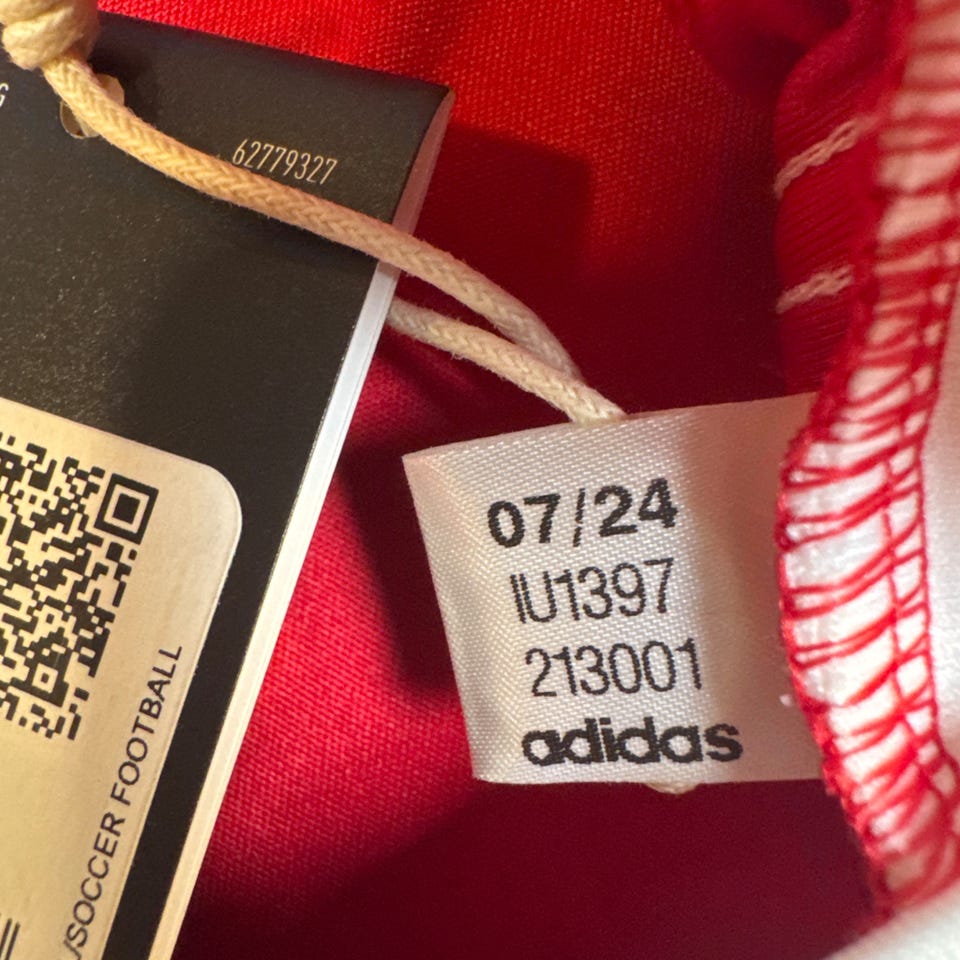 62779327
/SOCCER FOOTBALL
07/24
IU1397
213001
adidas